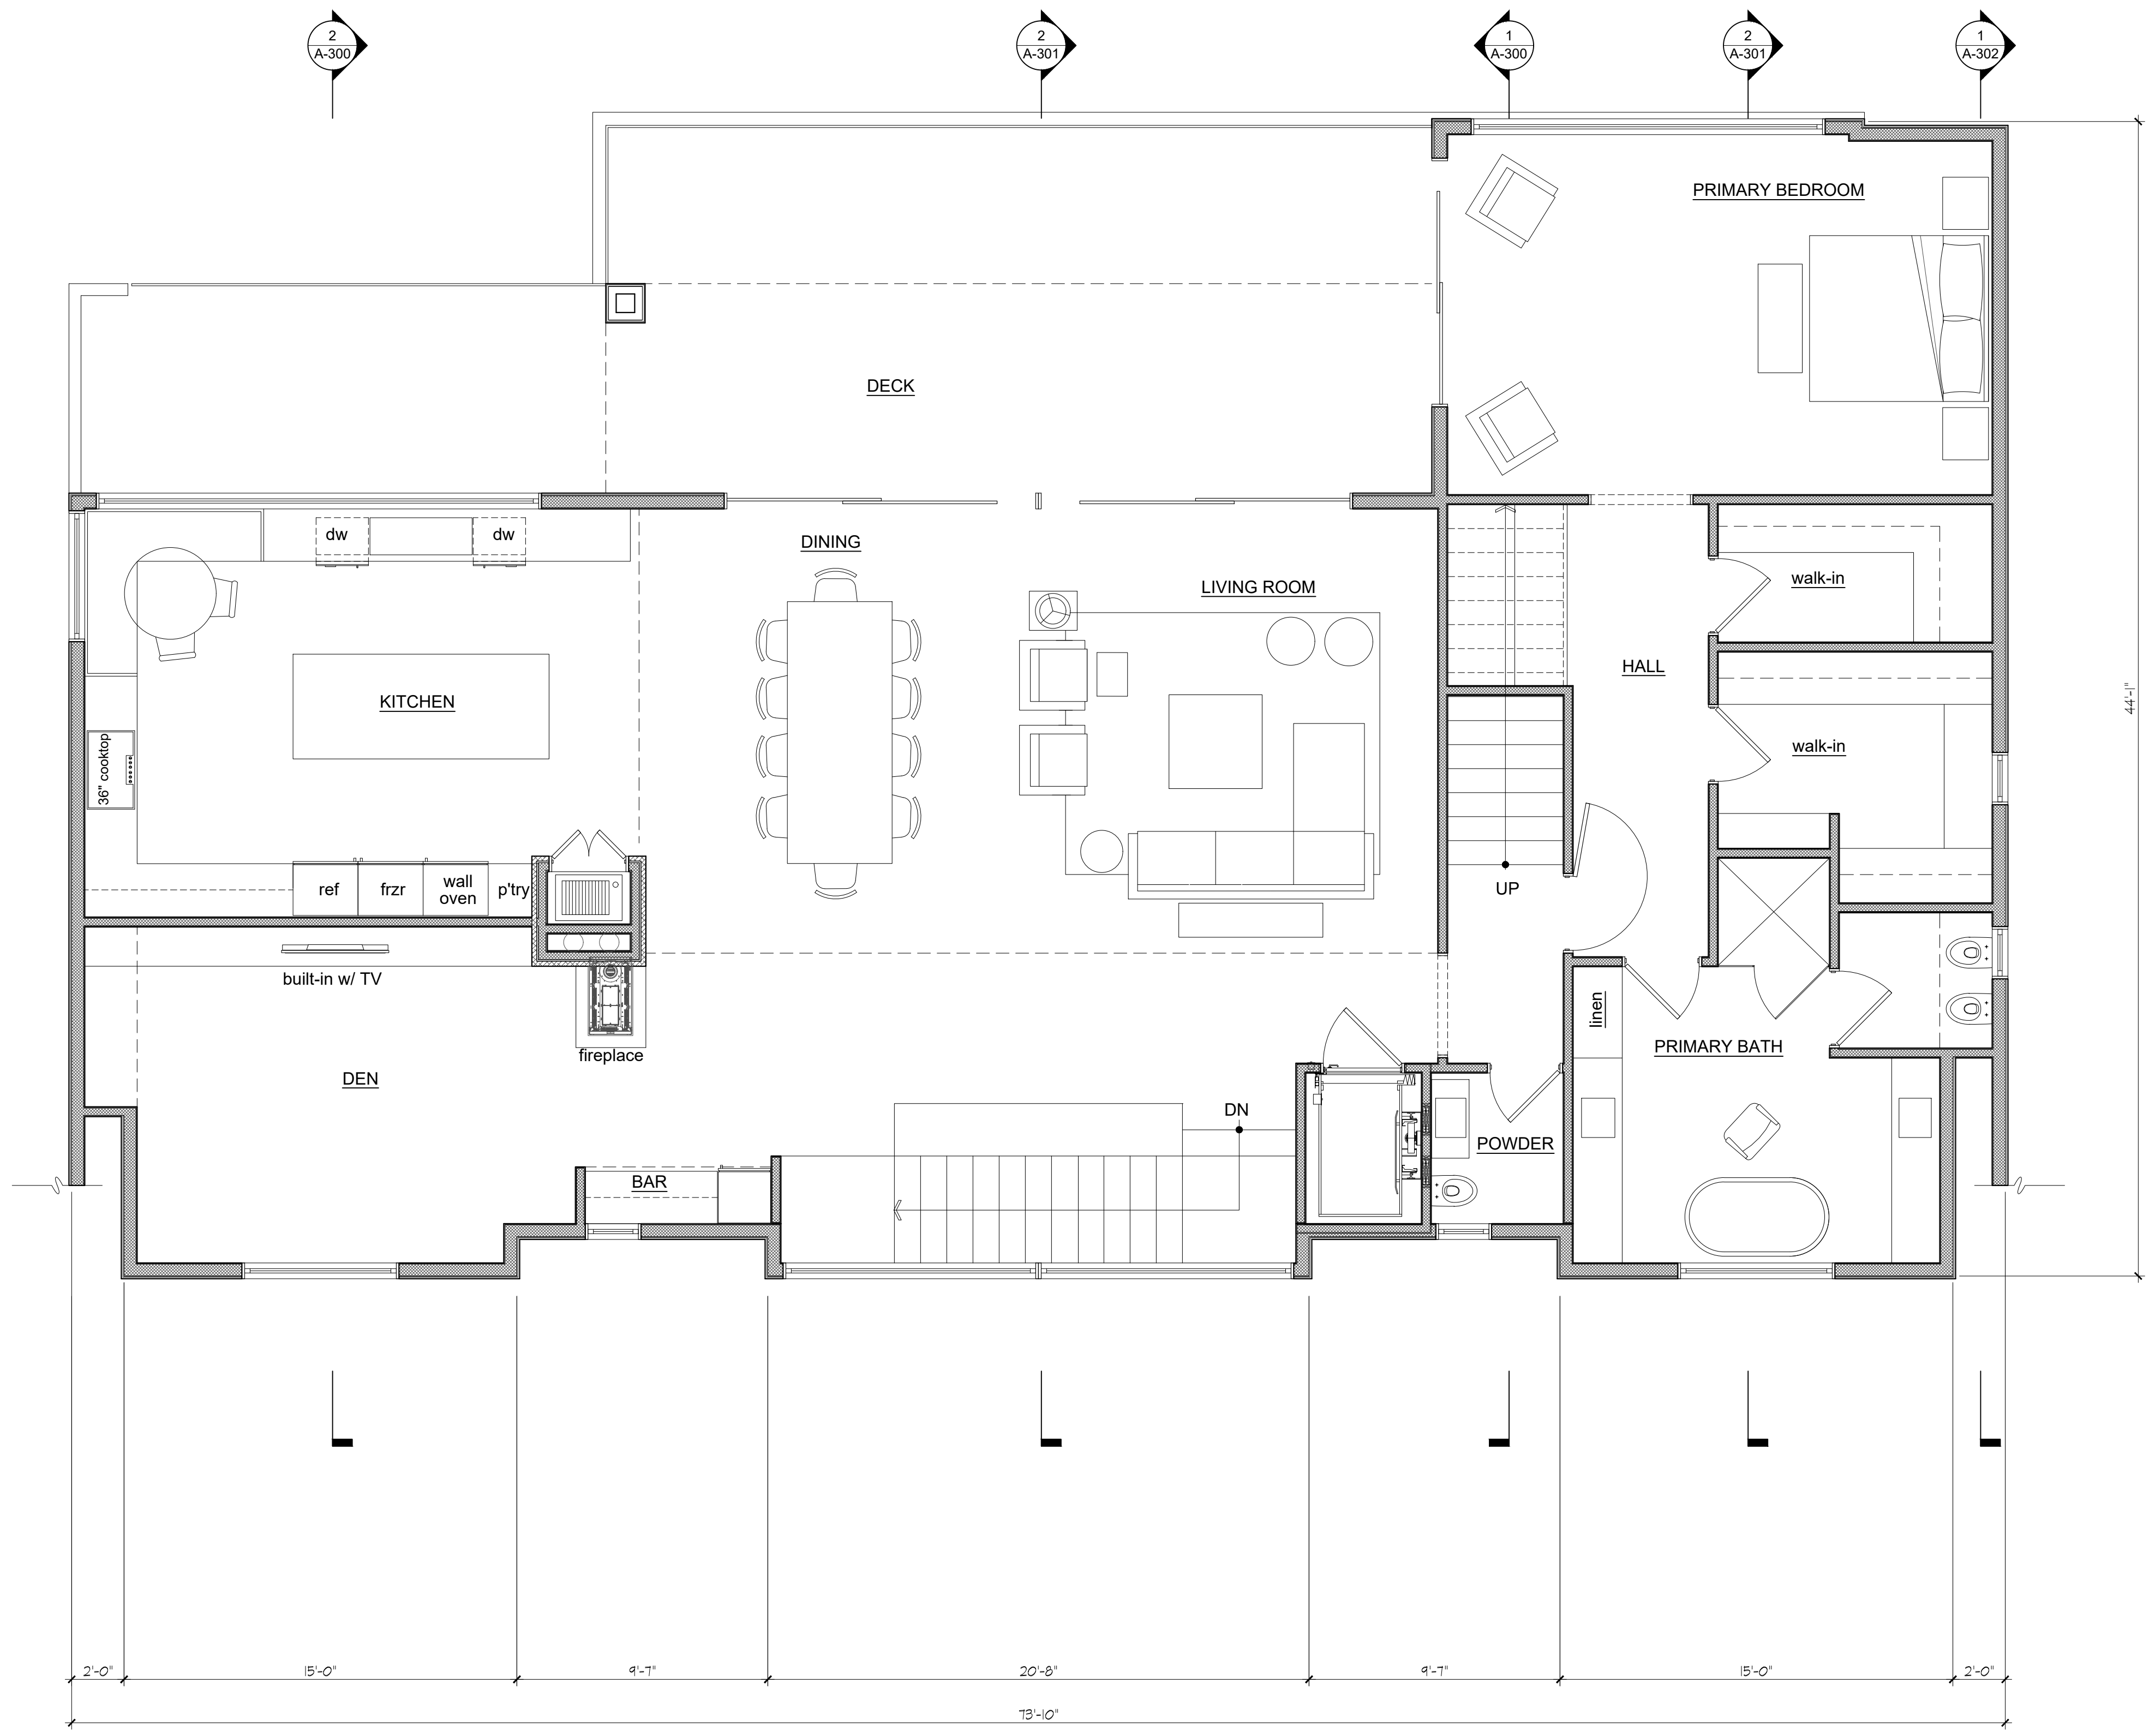 2
A-300
2
A-301
1
A-300
2
A-301
1
A-302
PRIMARY BEDROOM
DECK
dw
dw
DINING
LIVING ROOM
walk-in
HALL
KITCHEN
44'-1"
walk-in
36" cooktop
UP
ref
frzr
wall
oven
p'try
built-in w/ TV
linen
fireplace
PRIMARY BATH
DEN
DN
POWDER
BAR
2'-0"
15'-0"
9'-7"
20'-8"
9'-7"
15'-0"
2'-0"
73'-10"